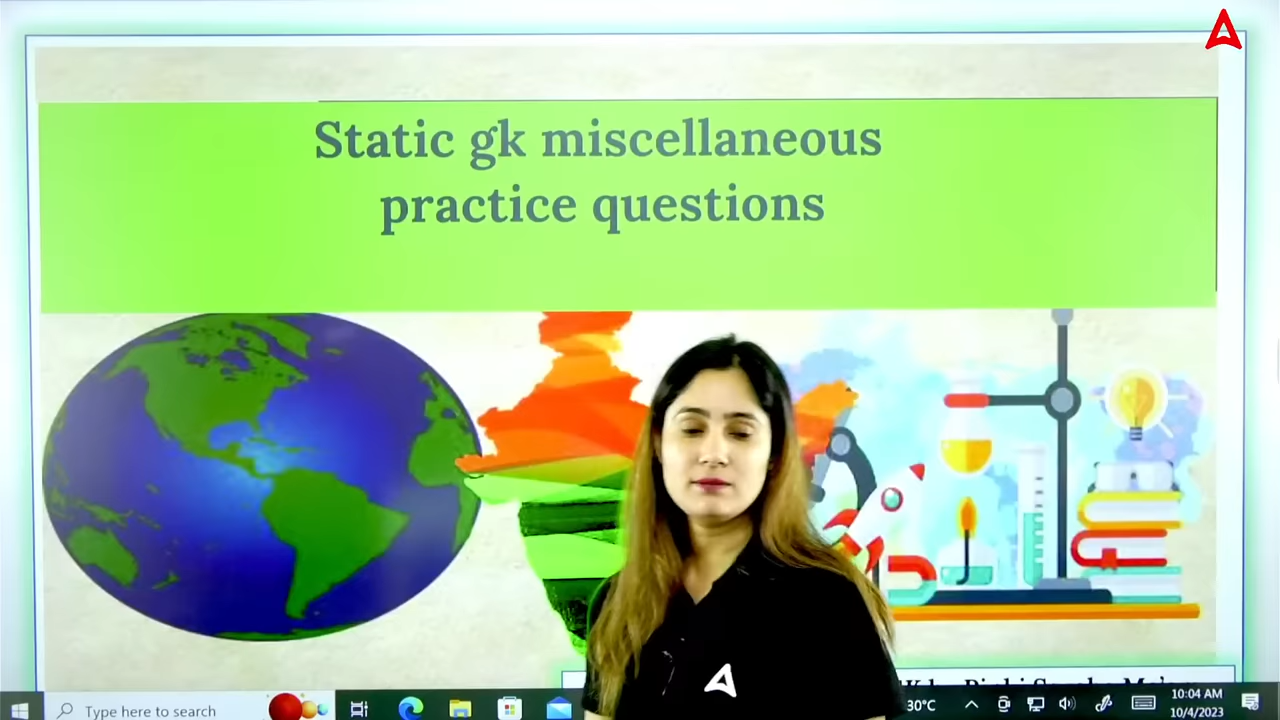 Static gk miscellaneous
practice questions
Type here to search
30°C
10:04 AM
10/4/2023